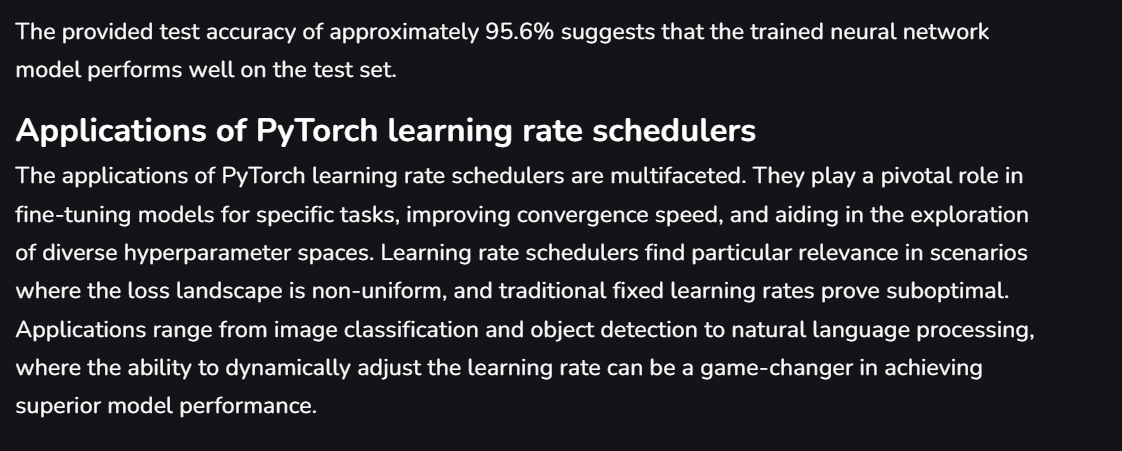 The provided test accuracy of approximately 95.6% suggests that the trained neural network
model performs well on the test set.
Applications of PyTorch learning rate schedulers
The applications of PyTorch learning rate schedulers are multifaceted. They play a pivotal role in
fine-tuning models for specific tasks, improving convergence speed, and aiding in the exploration
of diverse hyperparameter spaces. Learning rate schedulers find particular relevance in scenarios
where the loss landscape is non-uniform, and traditional fixed learning rates prove suboptimal.
Applications range from image classification and object detection to natural language processing,
where the ability to dynamically adjust the learning rate can be a game-changer in achieving
superior model performance.